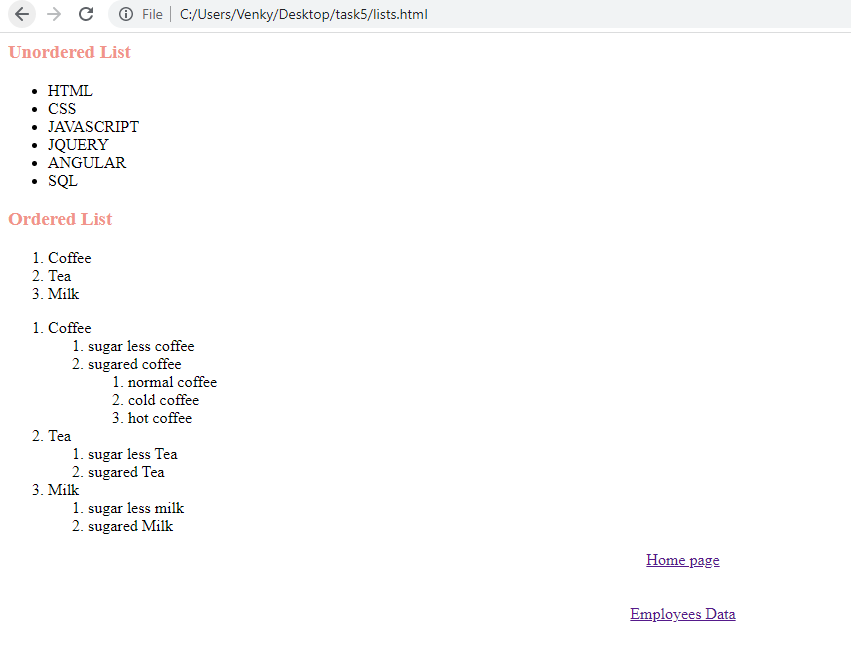 File C:/Users/Venky/Desktop/task5/lists.html
Unordered List
• HTML
• CSS
• JAVASCRIPT
• JQUERY
• ANGULAR
• SQL
Ordered List
1. Coffee
2. Tea
3. Milk
1. Coffee
1. sugar less coffee
2. sugared coffee
1. normal coffee
2. cold coffee
3. hot coffee
2. Tea
1. sugar less Tea
2. sugared Tea
3. Milk
1. sugar less milk
2. sugared Milk
Home page
Employees Data